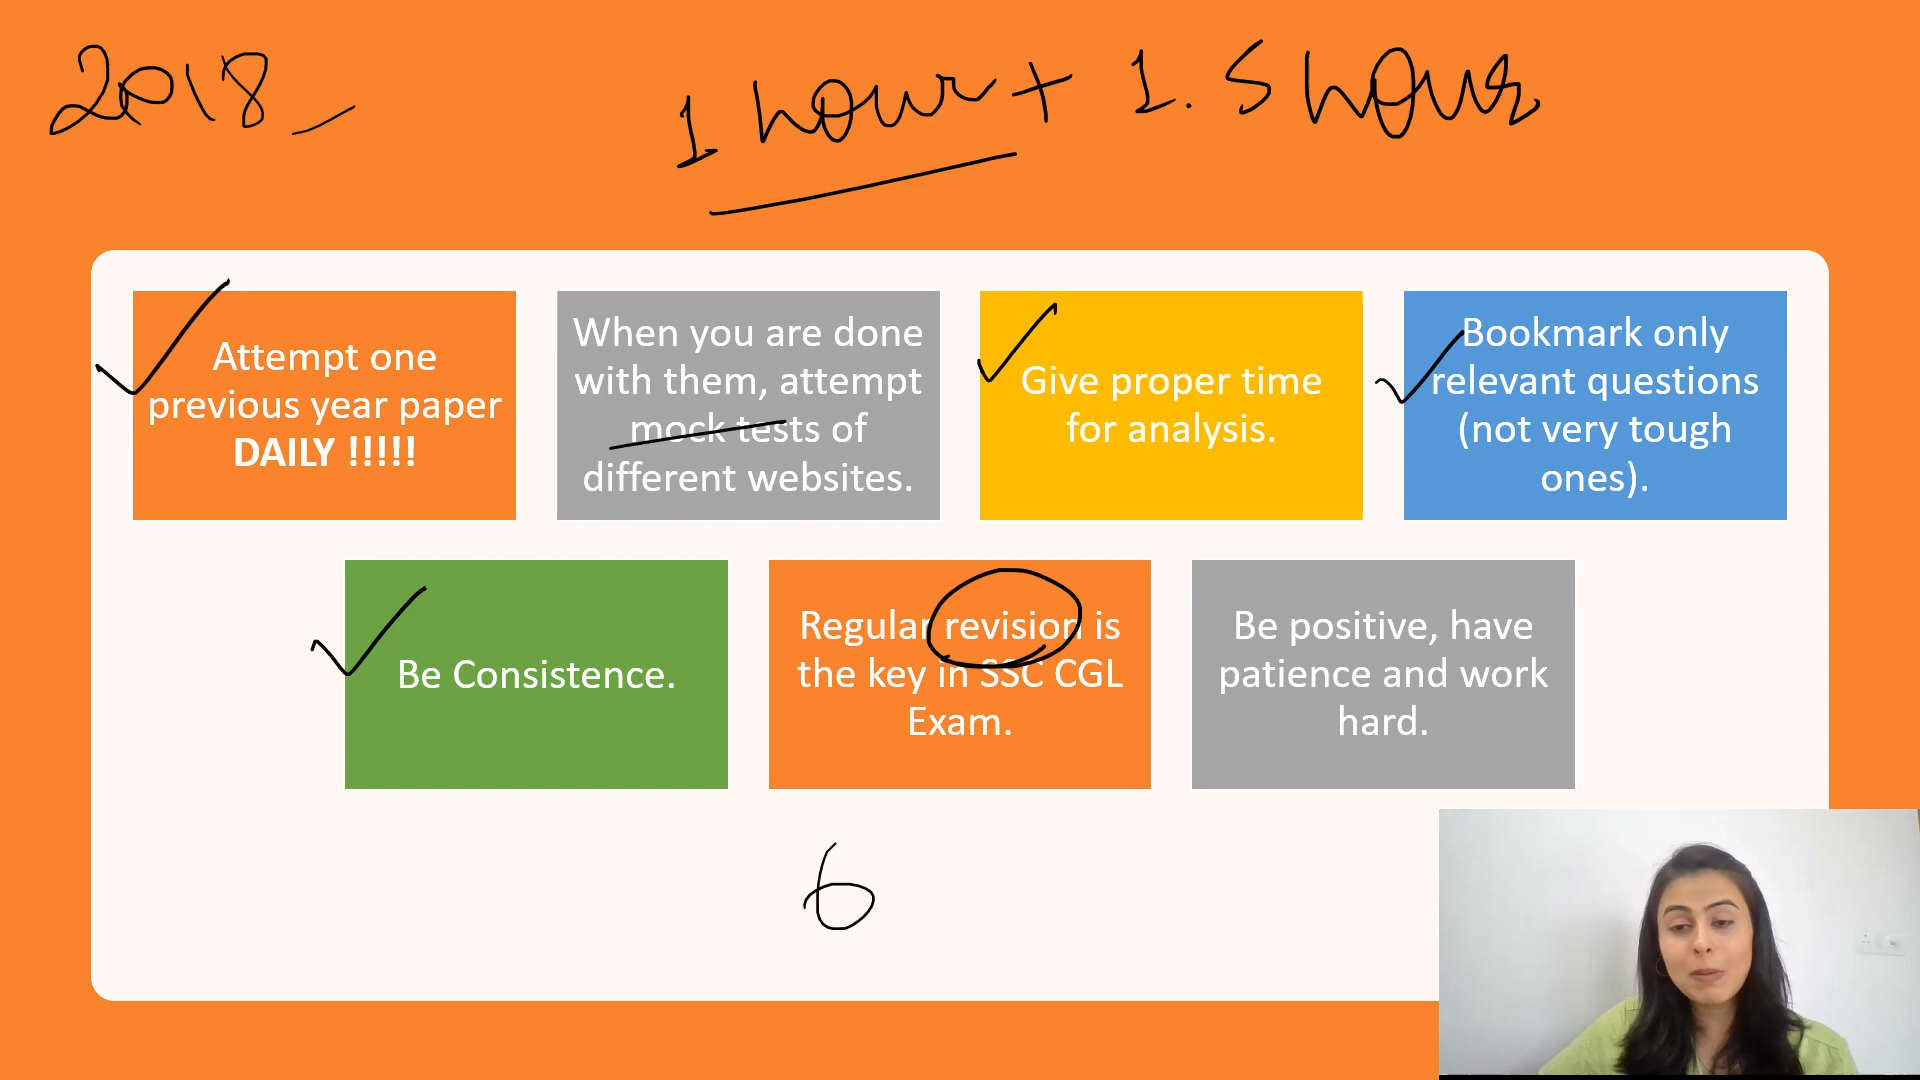 2018_
1 hour + 1.5 hour
Attempt one
previous year paper
DAILY !!!!!
When you are done
with them, attempt
mock tests of
different websites.
Give proper time
for analysis.
Bookmark only
relevant questions
(not very tough
ones).
Be Consistence.
Regular revision is
the key in SSC CGL
Exam.
Be positive, have
patience and work
hard.
6